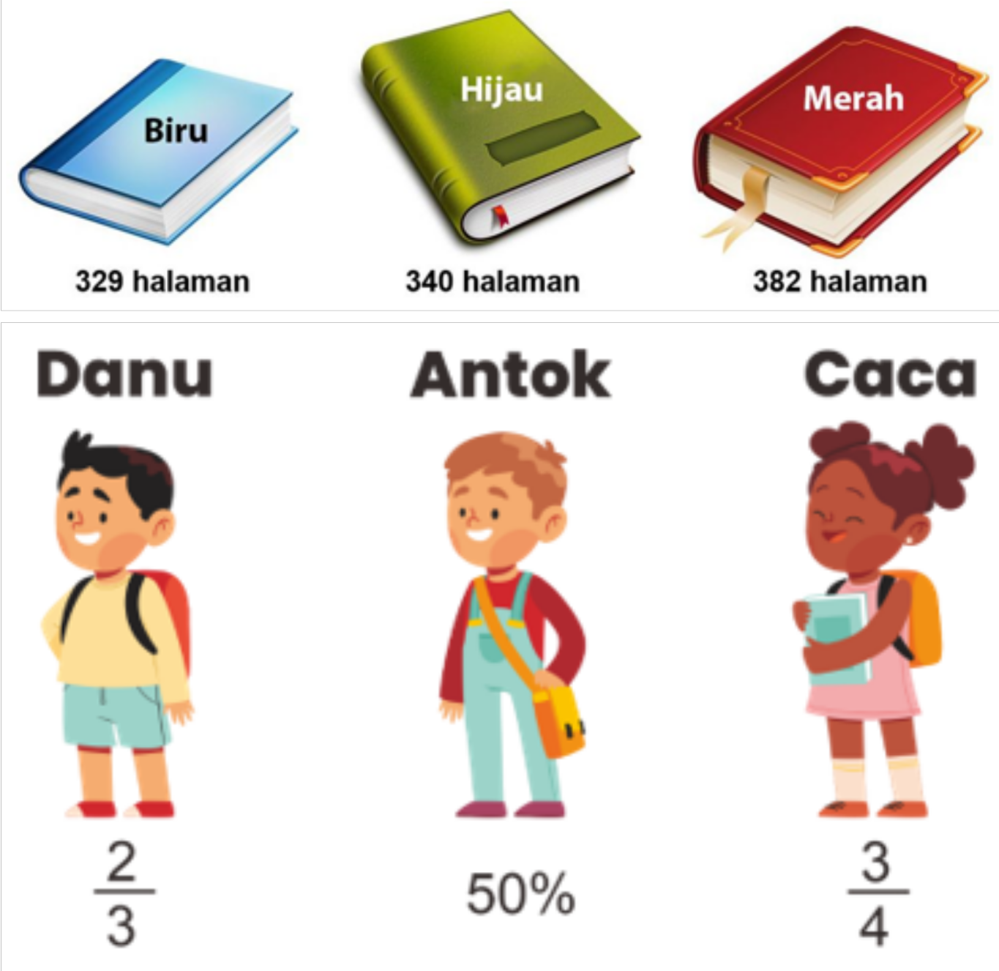 Biru
Hijau
Merah
329 halaman
340 halaman
382 halaman
Danu
Antok
Caca
2
3
50%
3
4